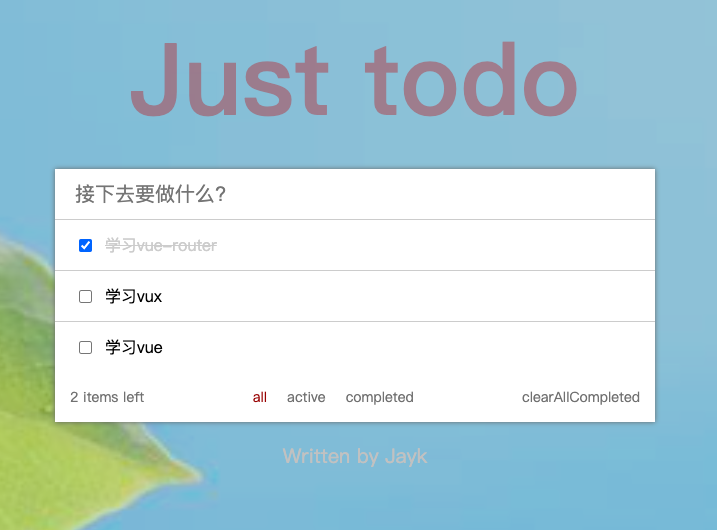 Just todo
接下去要做什么?
学习vue-router
学习vux
学习vue
2 items left all active completed clearAllCompleted
Written by Jayk